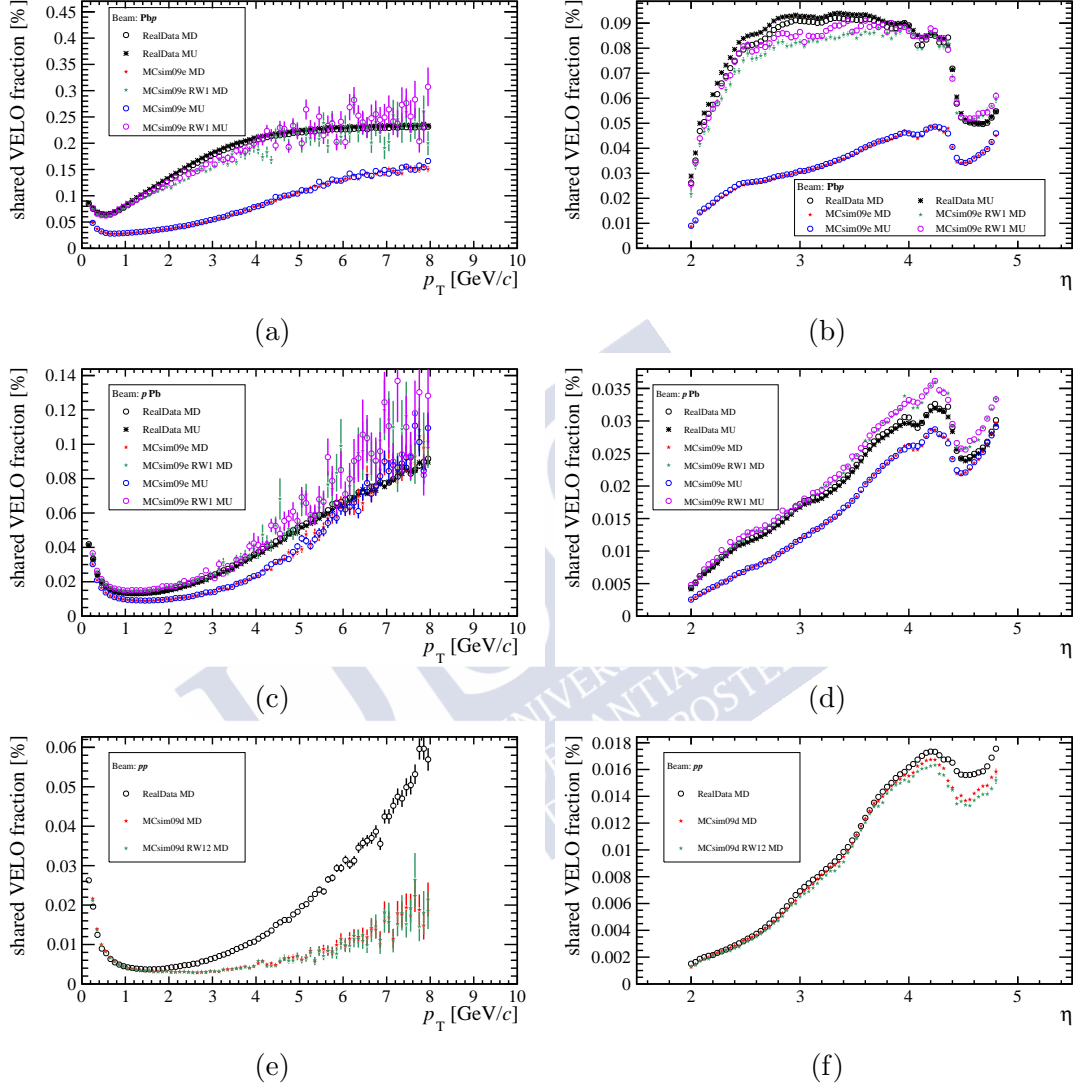 shared VELO fraction [%]
0.45
0.4
0.35
0.3
0.25
0.2
0.15
0.1
0.05
0
Beam: Pbp
RealData MD
RealData MU
MCsim09e MD
MCsim09e RW1 MD
MCsim09e MU
MCsim09e RW1 MU
0 1 2 3 4 5 6 7 8 9 10
p_T [GeV/c]
(a)
shared VELO fraction [%]
0.09
0.08
0.07
0.06
0.05
0.04
0.03
0.02
0.01
0
Beam: Pbp
RealData MD RealData MU
MCsim09e MD MCsim09e RW1 MD
MCsim09e MU MCsim09e RW1 MU
2 3 4 5
η
(b)
shared VELO fraction [%]
0.14
0.12
0.1
0.08
0.06
0.04
0.02
0
Beam: pPb
RealData MD
RealData MU
MCsim09e MD
MCsim09e RW1 MD
MCsim09e MU
MCsim09e RW1 MU
0 1 2 3 4 5 6 7 8 9 10
p_T [GeV/c]
(c)
shared VELO fraction [%]
0.035
0.03
0.025
0.02
0.015
0.01
0.005
0
Beam: pPb
RealData MD
RealData MU
MCsim09e MD
MCsim09e RW1 MD
MCsim09e MU
MCsim09e RW1 MU
2 3 4 5
η
(d)
shared VELO fraction [%]
0.06
0.05
0.04
0.03
0.02
0.01
0
Beam: pp
RealData MD
MCsim09d MD
MCsim09d RW12 MD
0 1 2 3 4 5 6 7 8 9 10
p_T [GeV/c]
(e)
shared VELO fraction [%]
0.018
0.016
0.014
0.012
0.01
0.008
0.006
0.004
0.002
0
Beam: pp
RealData MD
MCsim09d MD
MCsim09d RW12 MD
2 3 4 5
η
(f)